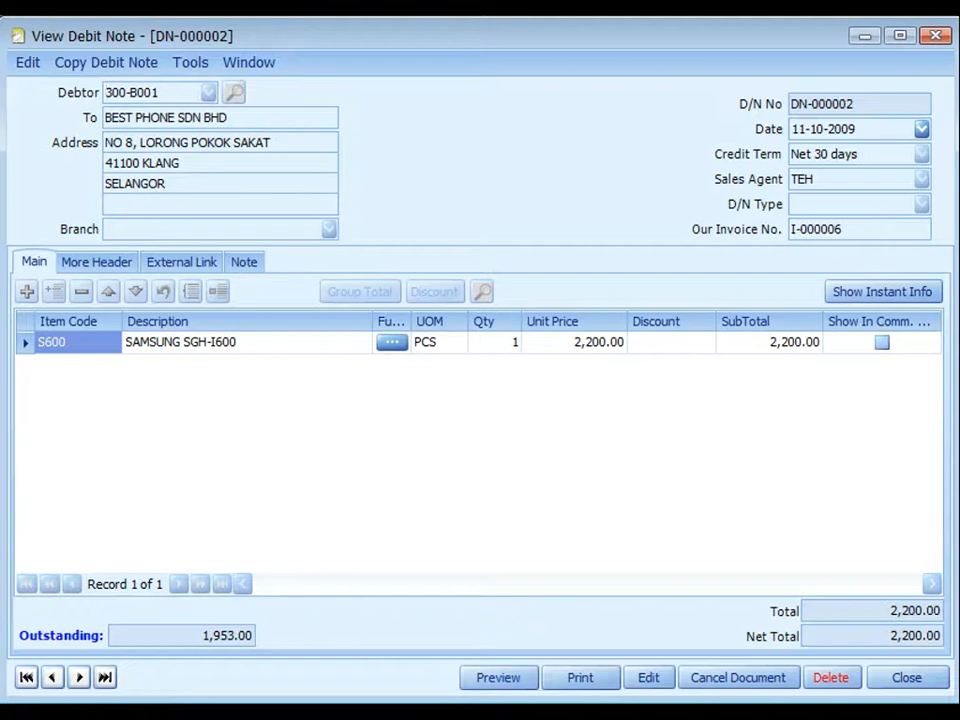 View Debit Note - [DN-000002]
Edit Copy Debit Note Tools Window
Debtor 300-B001
To BEST PHONE SDN BHD
Address NO 8, LORONG POKOK SAKAT
41100 KLANG
SELANGOR
Branch
D/N No DN-000002
Date 11-10-2009
Credit Term Net 30 days
Sales Agent TEH
D/N Type
Our Invoice No. I-000006
Main More Header External Link Note
Group Total Discount Show Instant Info
Item Code Description Fu... UOM Qty Unit Price Discount SubTotal Show In Comm. ...
S600 SAMSUNG SGH-I600 ... PCS 1 2,200.00 2,200.00
Record 1 of 1
Total 2,200.00
Outstanding: 1,953.00
Net Total 2,200.00
Preview Print Edit Cancel Document Delete Close